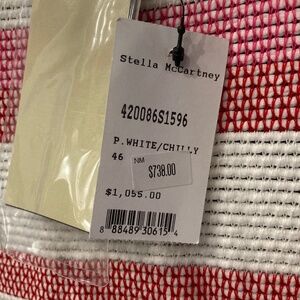 Stella McCartney
420086S1596
P.WHITE/CHILLY
46
NM
$738.00
$1,055.00
8 88489 30615 4